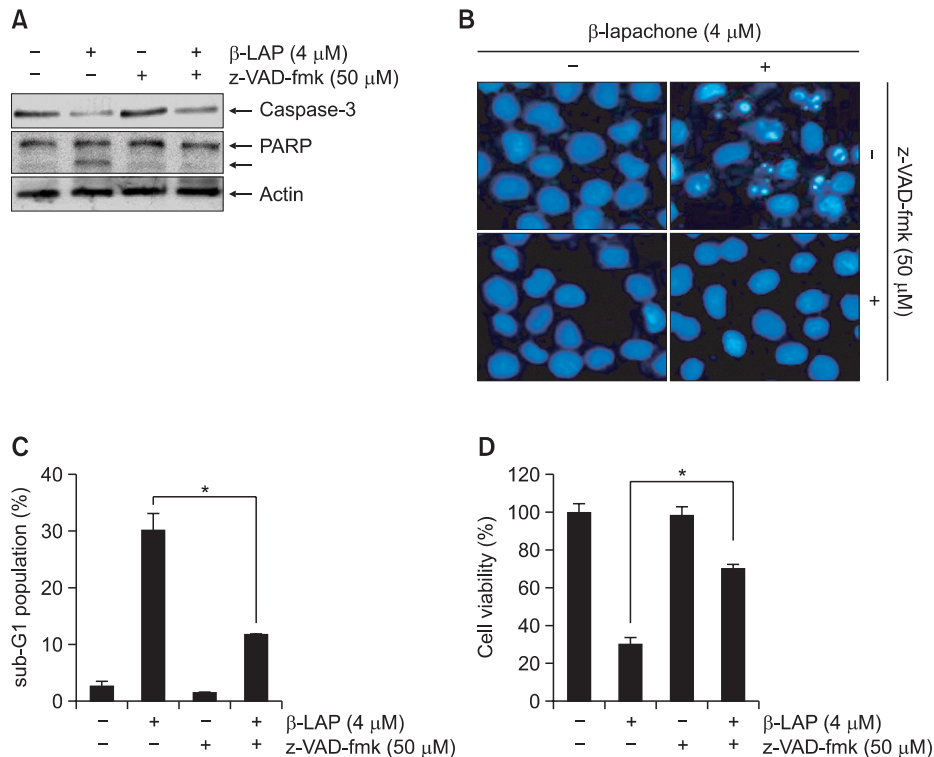 A
– + – + β-LAP (4 μM)
– – + + z-VAD-fmk (50 μM)
Caspase-3
PARP
Actin
B
β-lapachone (4 μM)
– +
–
+
z-VAD-fmk (50 μM)
C
sub-G1 population (%)
40
30
20
10
0
*
– + – + β-LAP (4 μM)
– – + + z-VAD-fmk (50 μM)
D
Cell viability (%)
120
100
80
60
40
20
0
*
– + – + β-LAP (4 μM)
– – + + z-VAD-fmk (50 μM)